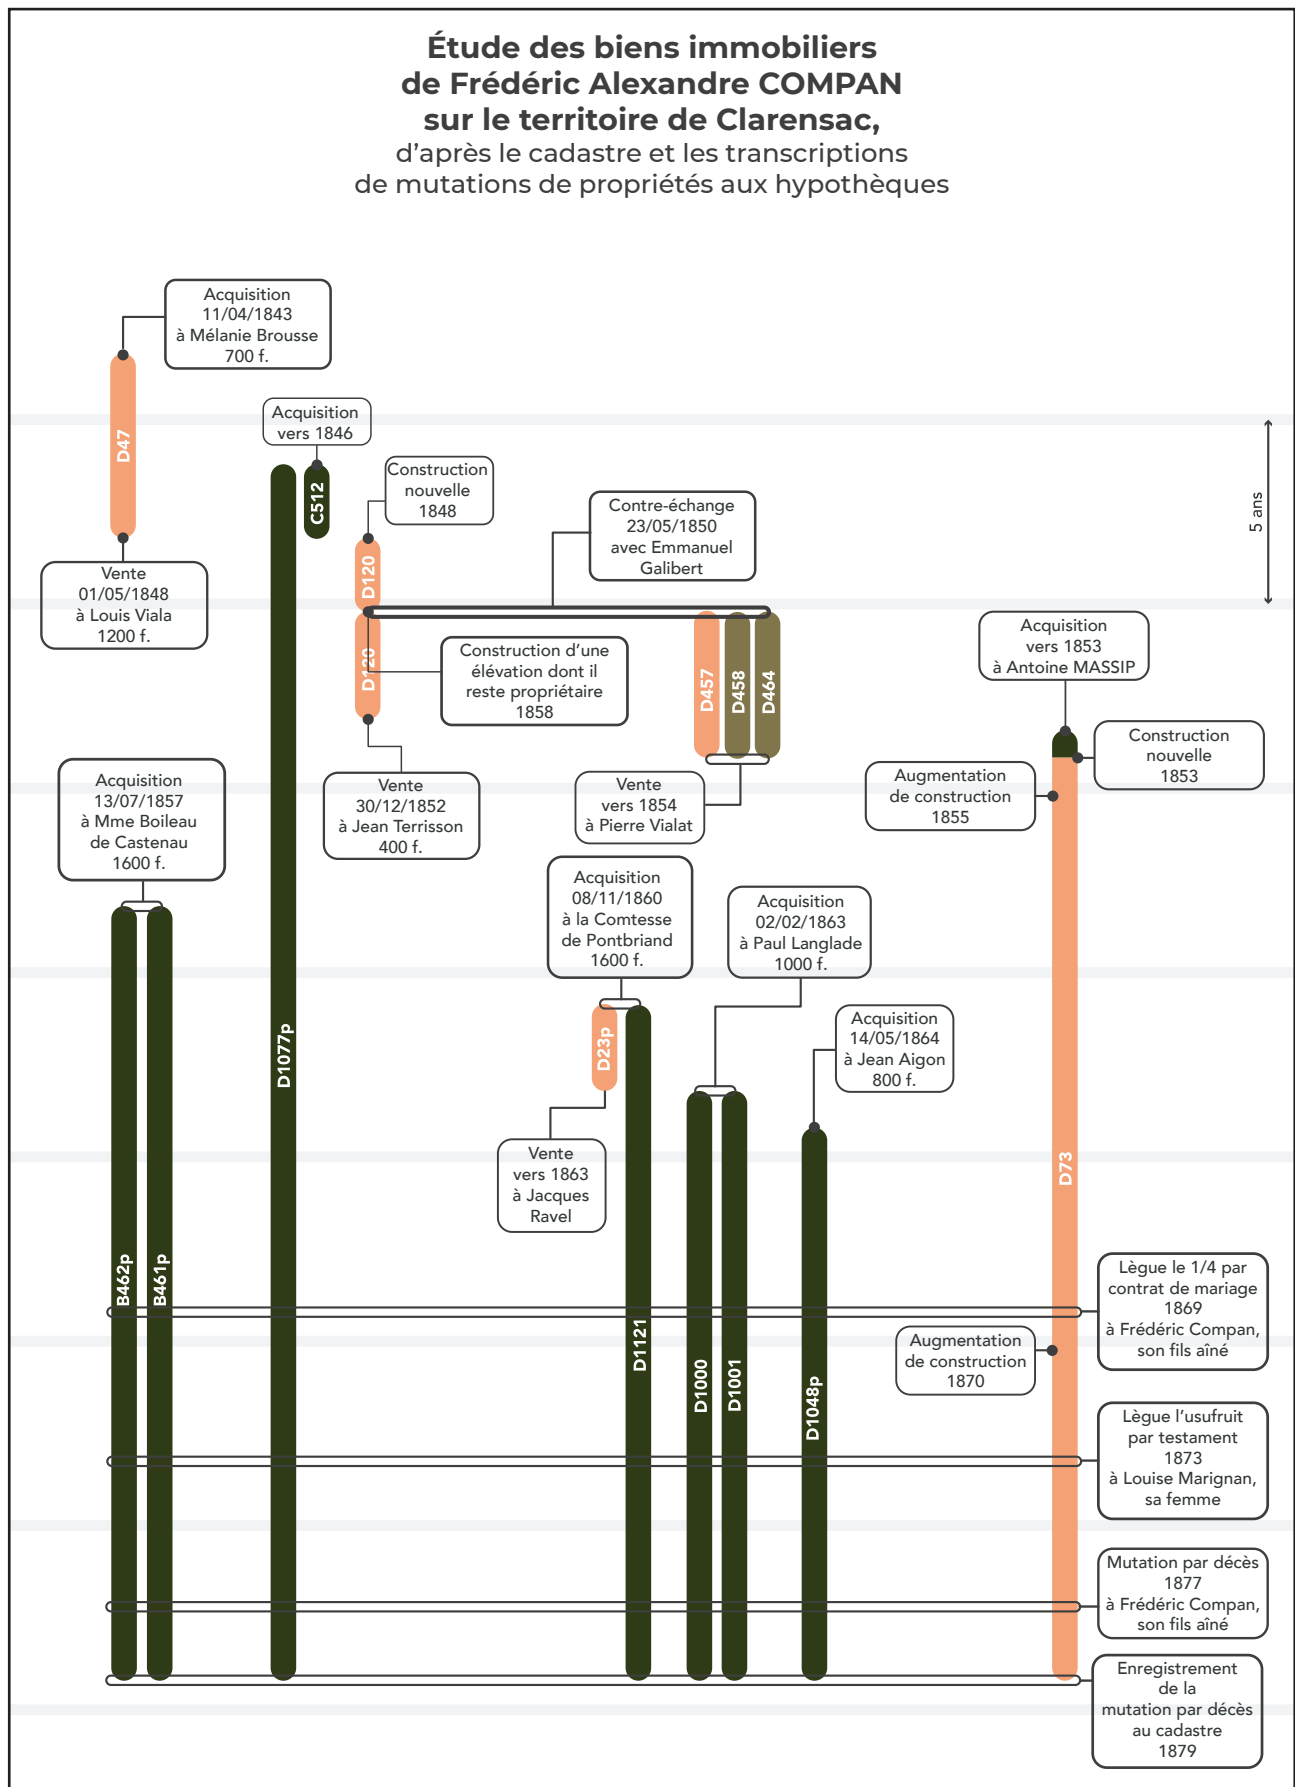 Étude des biens immobiliers
de Frédéric Alexandre COMPAN
sur le territoire de Clarensac,
d'après le cadastre et les transcriptions
de mutations de propriétés aux hypothèques
Acquisition
11/04/1843
à Mélanie Brousse
700 f.
D47
Vente
01/05/1848
à Louis Viala
1200 f.
Acquisition
vers 1846
C512
D1077p
Construction
nouvelle
1848
D120
D120
Contre-échange
23/05/1850
avec Emmanuel
Galibert
5 ans
Construction d'une
élévation dont il
reste propriétaire
1858
D457
D458
D464
Acquisition
vers 1853
à Antoine MASSIP
Construction
nouvelle
1853
Augmentation
de construction
1855
Vente
30/12/1852
à Jean Terrisson
400 f.
Vente
vers 1854
à Pierre Vialat
Acquisition
13/07/1857
à Mme Boileau
de Castenau
1600 f.
B462p
B461p
Acquisition
08/11/1860
à la Comtesse
de Pontbriand
1600 f.
D23p
D1121
Vente
vers 1863
à Jacques
Ravel
Acquisition
02/02/1863
à Paul Langlade
1000 f.
D1000
D1001
Acquisition
14/05/1864
à Jean Aigon
800 f.
D1048p
D73
Lègue le 1/4 par
contrat de mariage
1869
à Frédéric Compan,
son fils aîné
Augmentation
de construction
1870
Lègue l'usufruit
par testament
1873
à Louise Marignan,
sa femme
Mutation par décès
1877
à Frédéric Compan,
son fils aîné
Enregistrement
de la
mutation par décès
au cadastre
1879